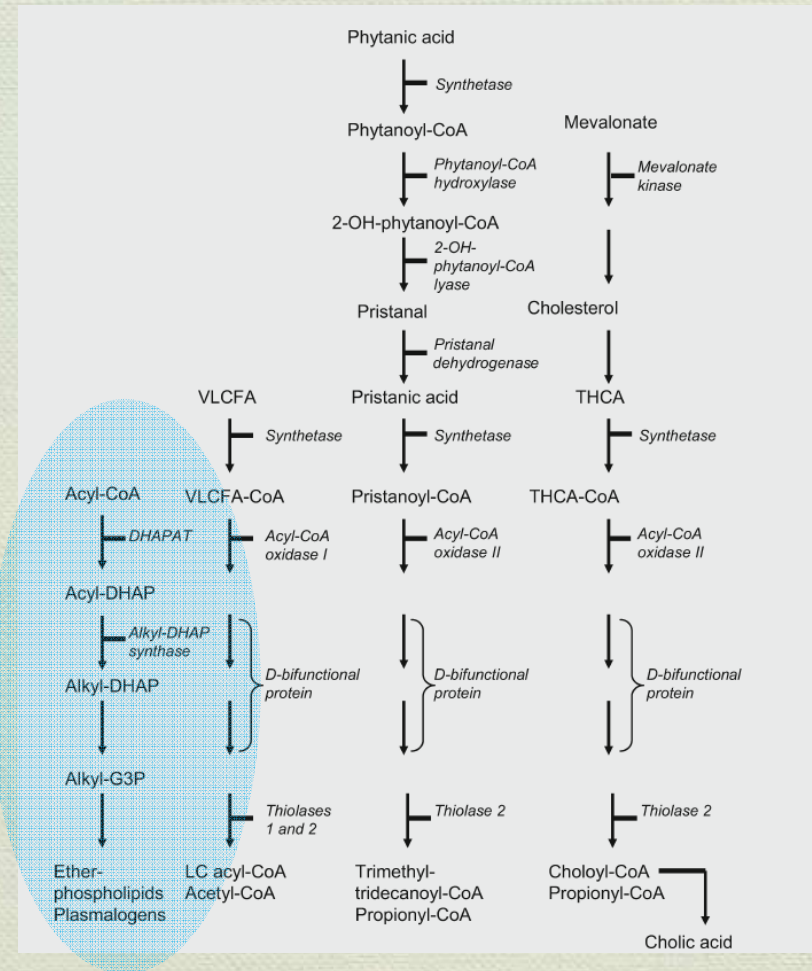 Phytanic acid
Synthetase
Phytanoyl-CoA
Mevalonate
Phytanoyl-CoA
hydroxylase
Mevalonate
kinase
2-OH-phytanoyl-CoA
2-OH-
phytanoyl-CoA
lyase
Pristanal
Cholesterol
Pristanal
dehydrogenase
VLCFA
Pristanic acid
THCA
Synthetase
Synthetase
Synthetase
Acyl-CoA
VLCFA-CoA
Pristanoyl-CoA
THCA-CoA
DHAPAT
Acyl-CoA
oxidase I
Acyl-CoA
oxidase II
Acyl-CoA
oxidase II
Acyl-DHAP
Alkyl-DHAP
synthase
Alkyl-DHAP
D-bifunctional
protein
D-bifunctional
protein
D-bifunctional
protein
Alkyl-G3P
Thiolases
1 and 2
Thiolase 2
Thiolase 2
Ether-
phospholipids
Plasmalogens
LC acyl-CoA
Acetyl-CoA
Trimethyl-
tridecanoyl-CoA
Propionyl-CoA
Choloyl-CoA
Propionyl-CoA
Cholic acid